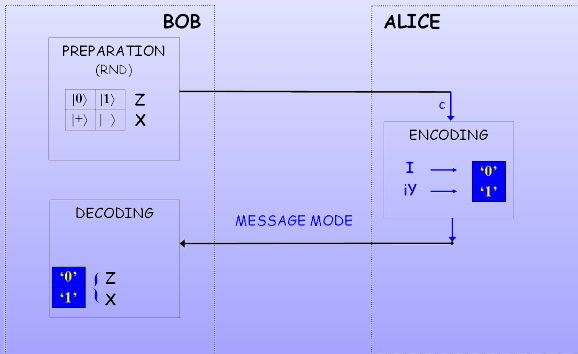 BOB
ALICE
PREPARATION
(RND)
|0⟩ |1⟩ Z
|+⟩ |−⟩ X
c
ENCODING
I '0'
iY '1'
DECODING
MESSAGE MODE
'0' { Z
'1' X